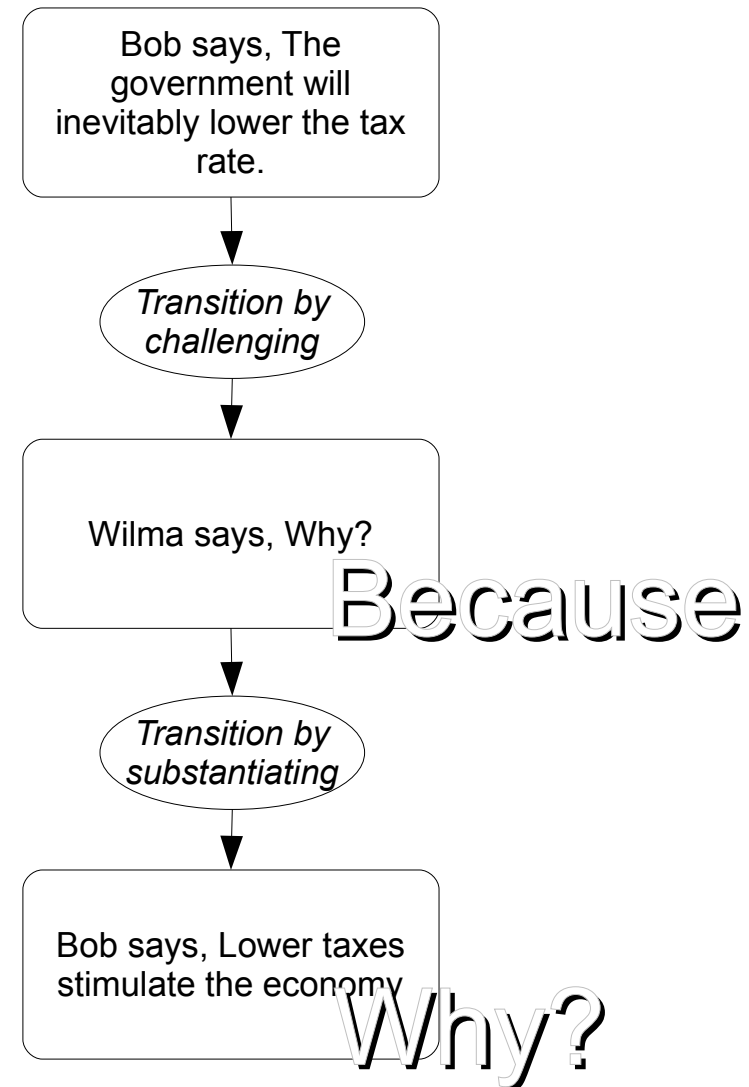 Bob says, The
government will
inevitably lower the tax
rate.
Transition by
challenging
Wilma says, Why?
Because
Transition by
substantiating
Bob says, Lower taxes
stimulate the economy
Why?